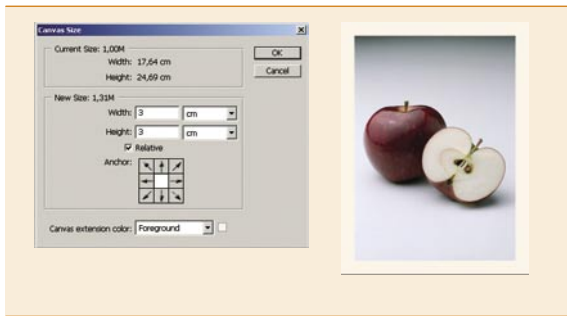 Canvas Size
Current Size: 1,00M
Width: 17,64 cm
Height: 24,69 cm
OK
Cancel
New Size: 1,31M
Width: 3 cm
Height: 3 cm
Relative
Anchor:
Canvas extension color: Foreground